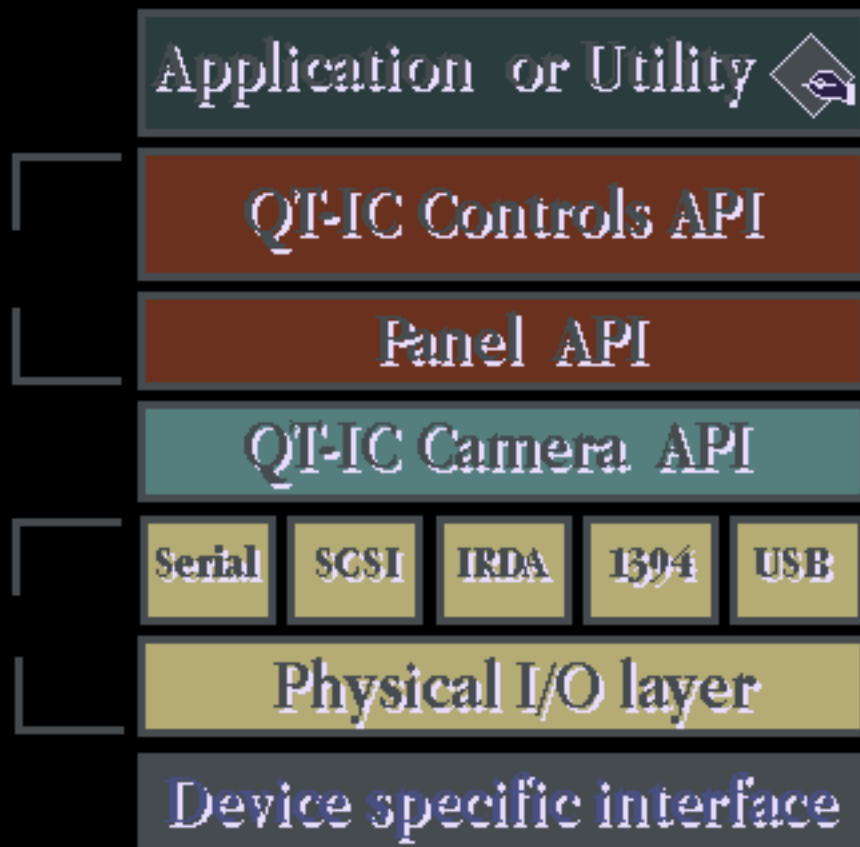 Application or Utility
QT-IC Controls API
Panel API
QT-IC Camera API
Serial SCSI IRDA 1394 USB
Physical I/O layer
Device specific interface